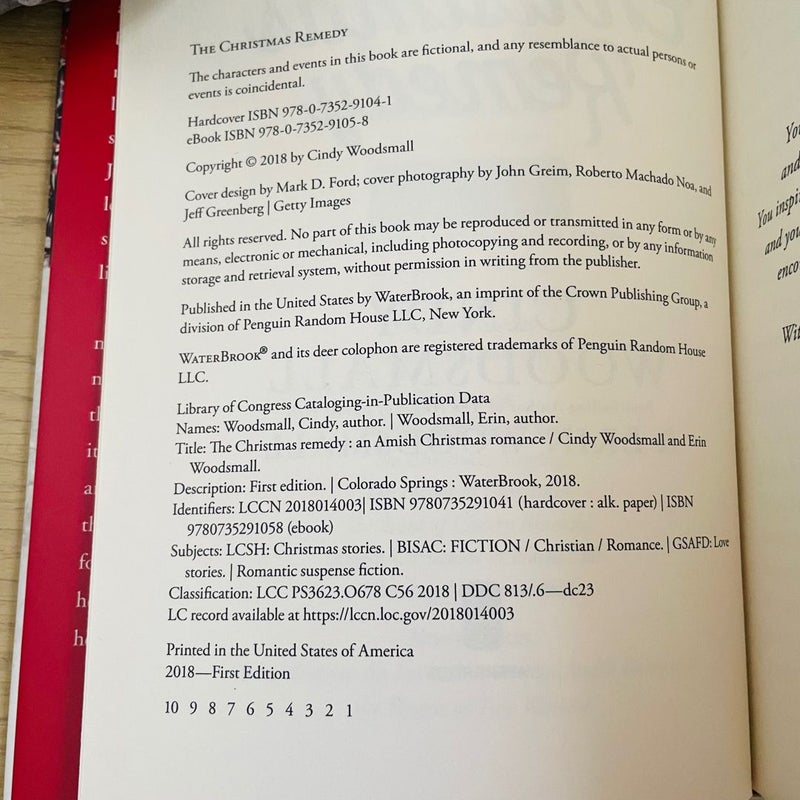 THE CHRISTMAS REMEDY
The characters and events in this book are fictional, and any resemblance to actual persons or
events is coincidental.
Hardcover ISBN 978-0-7352-9104-1
eBook ISBN 978-0-7352-9105-8
Copyright © 2018 by Cindy Woodsmall
Cover design by Mark D. Ford; cover photography by John Greim, Roberto Machado Noa, and
Jeff Greenberg | Getty Images
All rights reserved. No part of this book may be reproduced or transmitted in any form or by any
means, electronic or mechanical, including photocopying and recording, or by any information
storage and retrieval system, without permission in writing from the publisher.
Published in the United States by WaterBrook, an imprint of the Crown Publishing Group, a
division of Penguin Random House LLC, New York.
WATERBROOK® and its deer colophon are registered trademarks of Penguin Random House
LLC.
Library of Congress Cataloging-in-Publication Data
Names: Woodsmall, Cindy, author. | Woodsmall, Erin, author.
Title: The Christmas remedy : an Amish Christmas romance / Cindy Woodsmall and Erin
Woodsmall.
Description: First edition. | Colorado Springs : WaterBrook, 2018.
Identifiers: LCCN 2018014003| ISBN 9780735291041 (hardcover : alk. paper) | ISBN
9780735291058 (ebook)
Subjects: LCSH: Christmas stories. | BISAC: FICTION / Christian / Romance. | GSAFD: Love
stories. | Romantic suspense fiction.
Classification: LCC PS3623.O678 C56 2018 | DDC 813/.6—dc23
LC record available at https://lccn.loc.gov/2018014003
Printed in the United States of America
2018—First Edition
10 9 8 7 6 5 4 3 2 1
You inspi
and you